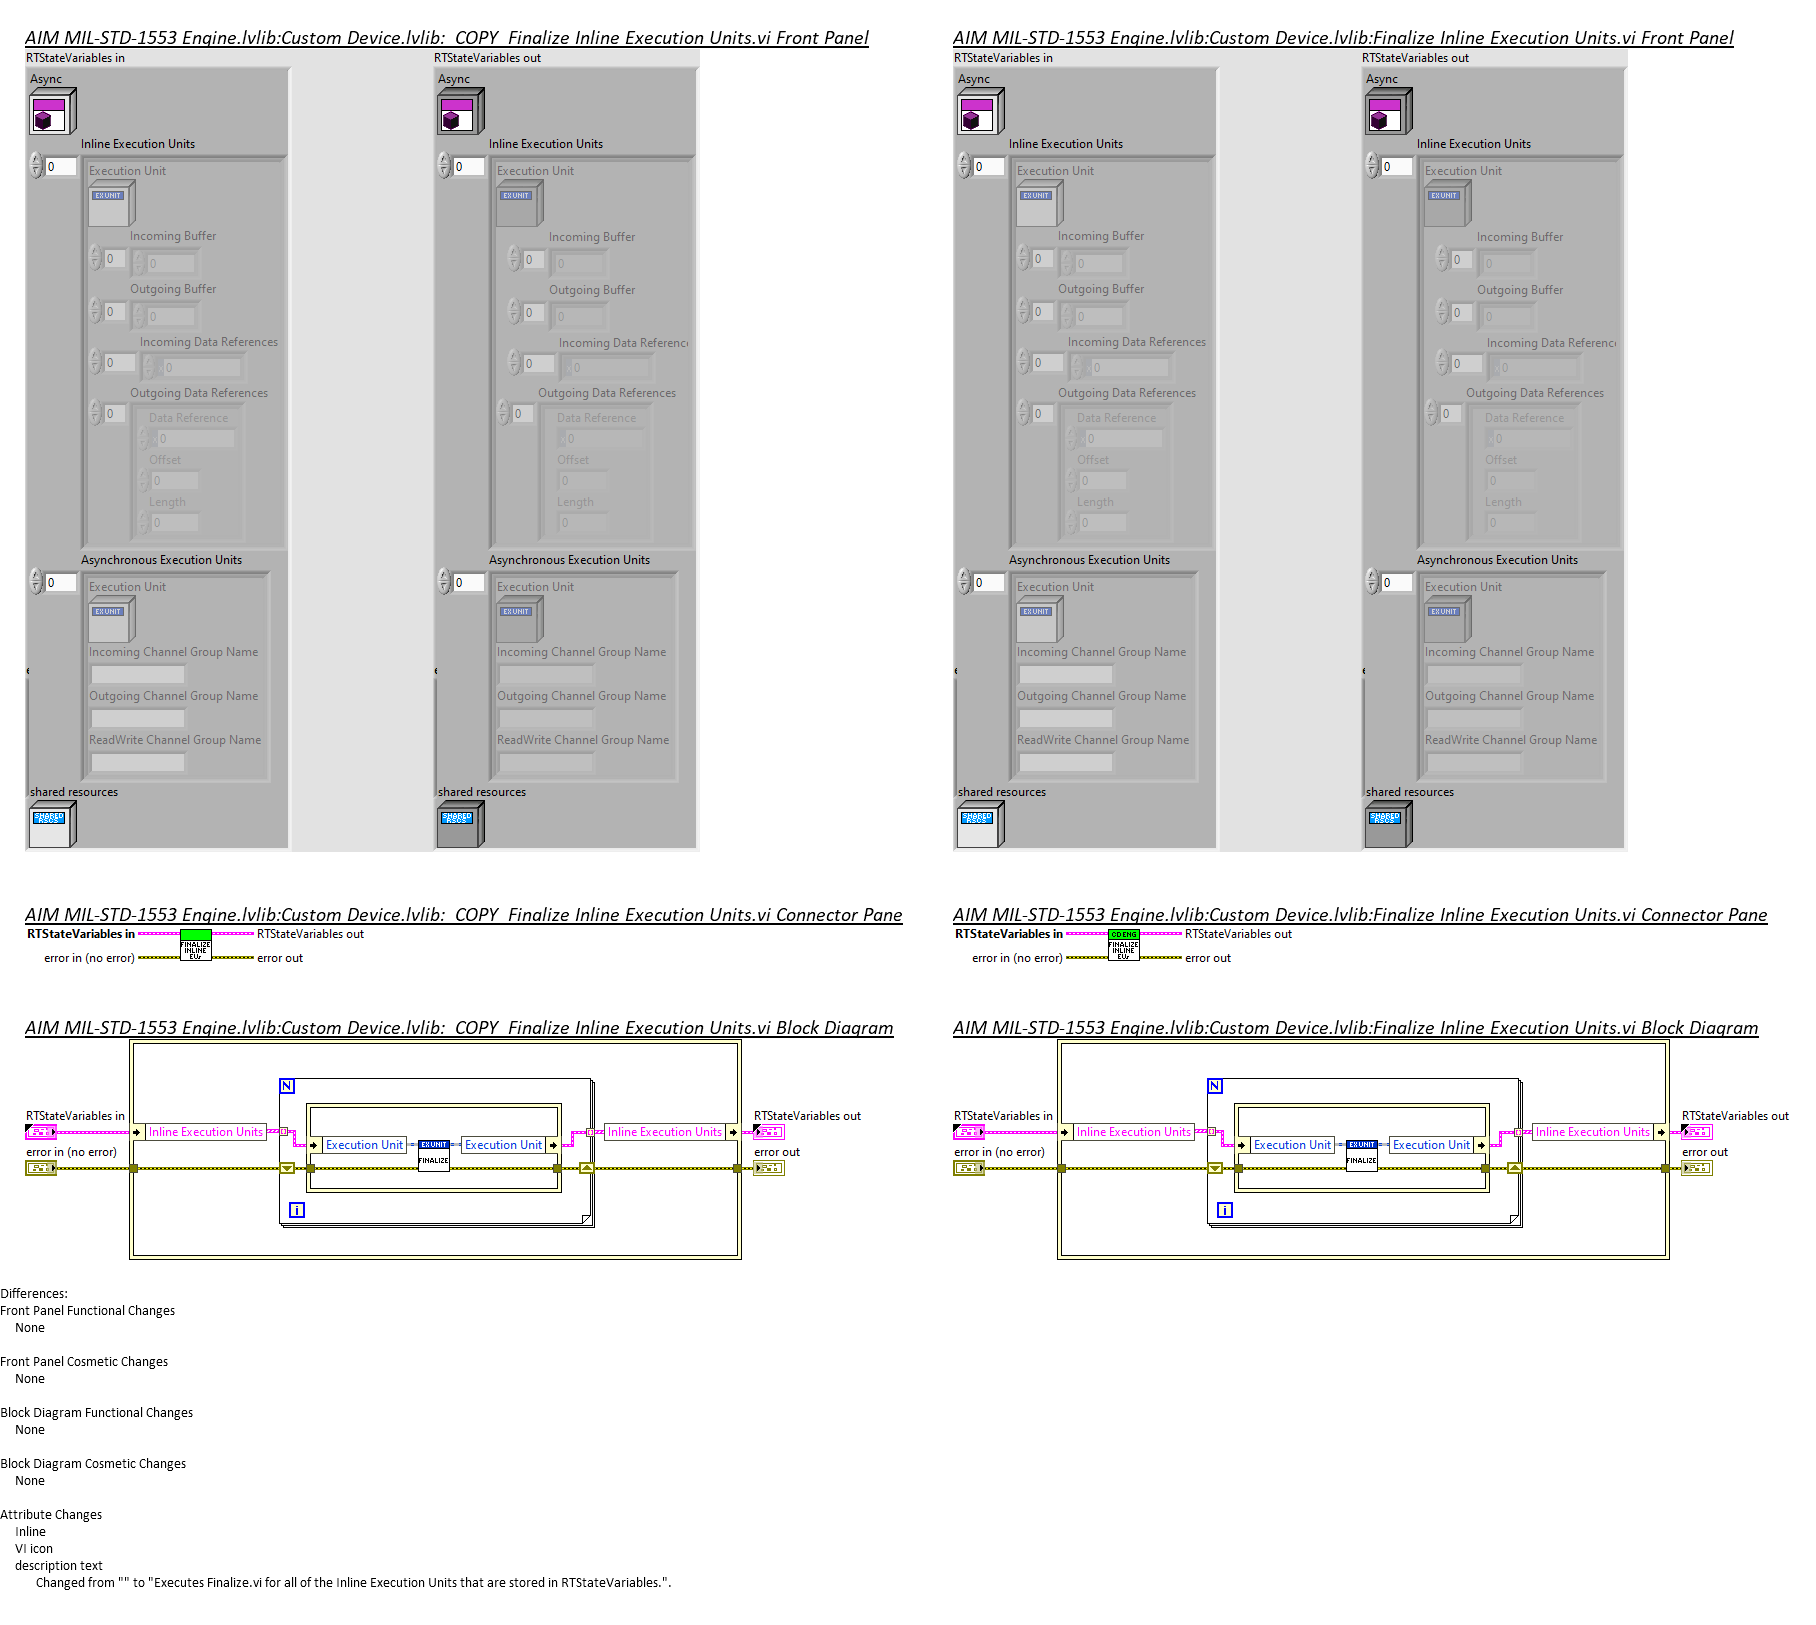 AIM MIL-STD-1553 Engine.lvlib:Custom Device.lvlib:_COPY_Finalize Inline Execution Units.vi Front Panel
RTStateVariables in
RTStateVariables out
Async
Async
Inline Execution Units
Inline Execution Units
0
0
Execution Unit
Execution Unit
EXUNIT
EXUNIT
Incoming Buffer
Incoming Buffer
0
0
0
0
Outgoing Buffer
Outgoing Buffer
0
0
0
0
Incoming Data References
Incoming Data Referenc
0
x0
0
x0
Outgoing Data References
Outgoing Data References
0
0
Data Reference
Data Reference
x0
x0
Offset
Offset
0
0
Length
Length
0
0
Asynchronous Execution Units
Asynchronous Execution Units
0
0
Execution Unit
Execution Unit
EXUNIT
EXUNIT
Incoming Channel Group Name
Incoming Channel Group Name
Outgoing Channel Group Name
Outgoing Channel Group Name
ReadWrite Channel Group Name
ReadWrite Channel Group Name
shared resources
shared resources
SHARED RSCS
SHARED RSCS
AIM MIL-STD-1553 Engine.lvlib:Custom Device.lvlib:Finalize Inline Execution Units.vi Front Panel
RTStateVariables in
RTStateVariables out
Async
Async
Inline Execution Units
Inline Execution Units
0
0
Execution Unit
Execution Unit
EXUNIT
EXUNIT
Incoming Buffer
Incoming Buffer
0
0
0
0
Outgoing Buffer
Outgoing Buffer
0
0
0
0
Incoming Data References
Incoming Data Referenc
0
x0
0
x0
Outgoing Data References
Outgoing Data References
0
0
Data Reference
Data Reference
x0
x0
Offset
Offset
0
0
Length
Length
0
0
Asynchronous Execution Units
Asynchronous Execution Units
0
0
Execution Unit
Execution Unit
EXUNIT
EXUNIT
Incoming Channel Group Name
Incoming Channel Group Name
Outgoing Channel Group Name
Outgoing Channel Group Name
ReadWrite Channel Group Name
ReadWrite Channel Group Name
shared resources
shared resources
SHARED RSCS
SHARED RSCS
AIM MIL-STD-1553 Engine.lvlib:Custom Device.lvlib:_COPY_Finalize Inline Execution Units.vi Connector Pane
RTStateVariables in
RTStateVariables out
FINALIZE INLINE EUs
error in (no error)
error out
AIM MIL-STD-1553 Engine.lvlib:Custom Device.lvlib:Finalize Inline Execution Units.vi Connector Pane
RTStateVariables in
CD ENG
RTStateVariables out
FINALIZE INLINE EUs
error in (no error)
error out
AIM MIL-STD-1553 Engine.lvlib:Custom Device.lvlib:_COPY_Finalize Inline Execution Units.vi Block Diagram
N
RTStateVariables in
RTStateVariables out
Inline Execution Units
Inline Execution Units
Execution Unit
EXUNIT
Execution Unit
error in (no error)
FINALIZE
error out
i
AIM MIL-STD-1553 Engine.lvlib:Custom Device.lvlib:Finalize Inline Execution Units.vi Block Diagram
N
RTStateVariables in
RTStateVariables out
Inline Execution Units
Inline Execution Units
Execution Unit
EXUNIT
Execution Unit
error in (no error)
FINALIZE
error out
i
Differences:
Front Panel Functional Changes
None
Front Panel Cosmetic Changes
None
Block Diagram Functional Changes
None
Block Diagram Cosmetic Changes
None
Attribute Changes
Inline
VI icon
description text
Changed from "" to "Executes Finalize.vi for all of the Inline Execution Units that are stored in RTStateVariables.".